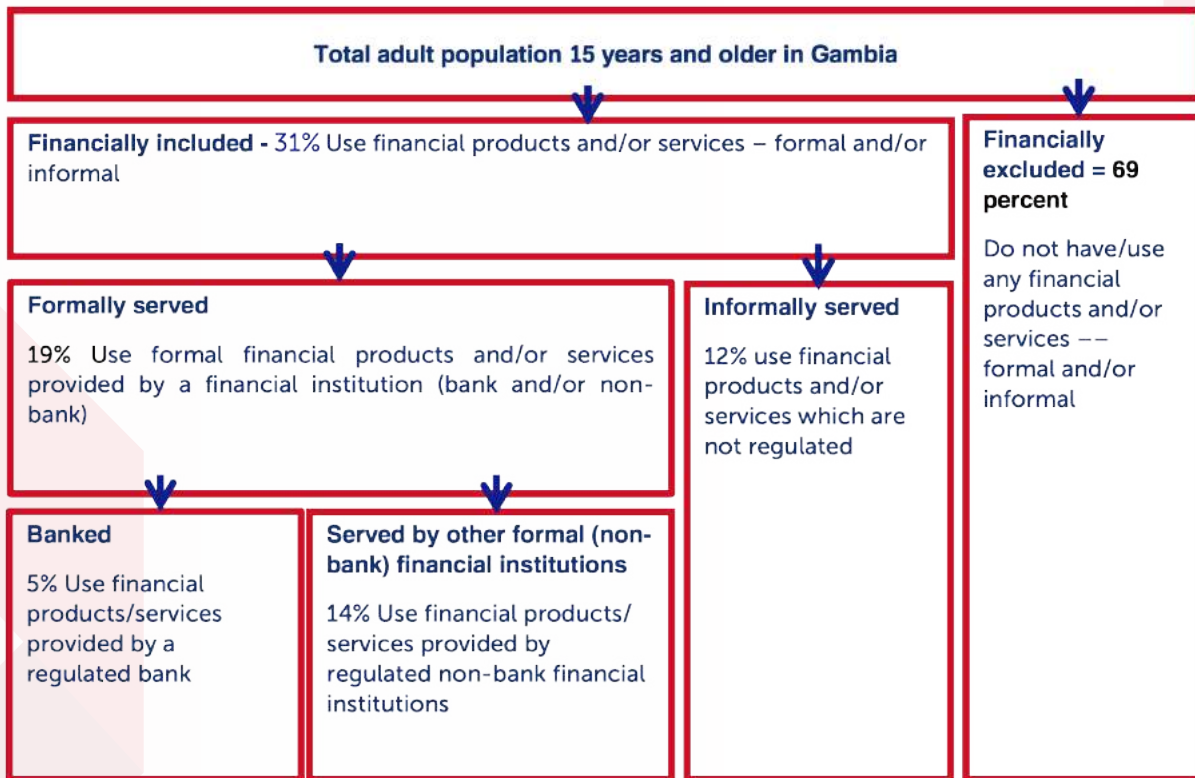 Total adult population 15 years and older in Gambia
Financially included - 31% Use financial products and/or services – formal and/or
informal
Financially
excluded = 69
percent
Do not have/use
any financial
products and/or
services ––
formal and/or
informal
Formally served
19% Use formal financial products and/or services
provided by a financial institution (bank and/or non-
bank)
Informally served
12% use financial
products and/or
services which are
not regulated
Banked
5% Use financial
products/services
provided by a
regulated bank
Served by other formal (non-
bank) financial institutions
14% Use financial products/
services provided by
regulated non-bank financial
institutions